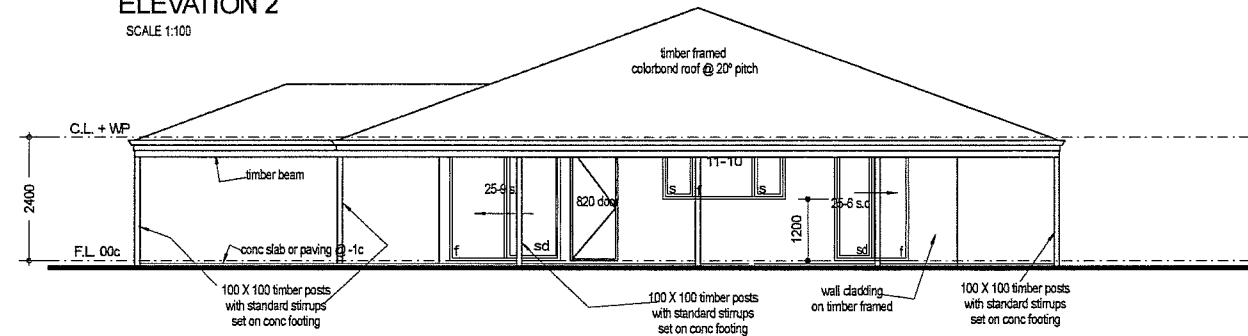 ELEVATION 2
SCALE 1:100
timber framed
colorbond roof @ 20° pitch
C.L. + WP
timber beam
2400
11-10
s
f
s
25-9 s.
820 door
25-6 s.d
1200
F.L. 00c
conc slab or paving @ -1c
f
sd
sd
f
100 X 100 timber posts
with standard stirrups
set on conc footing
100 X 100 timber posts
with standard stirrups
set on conc footing
wall cladding
on timber framed
100 X 100 timber posts
with standard stirrups
set on conc footing